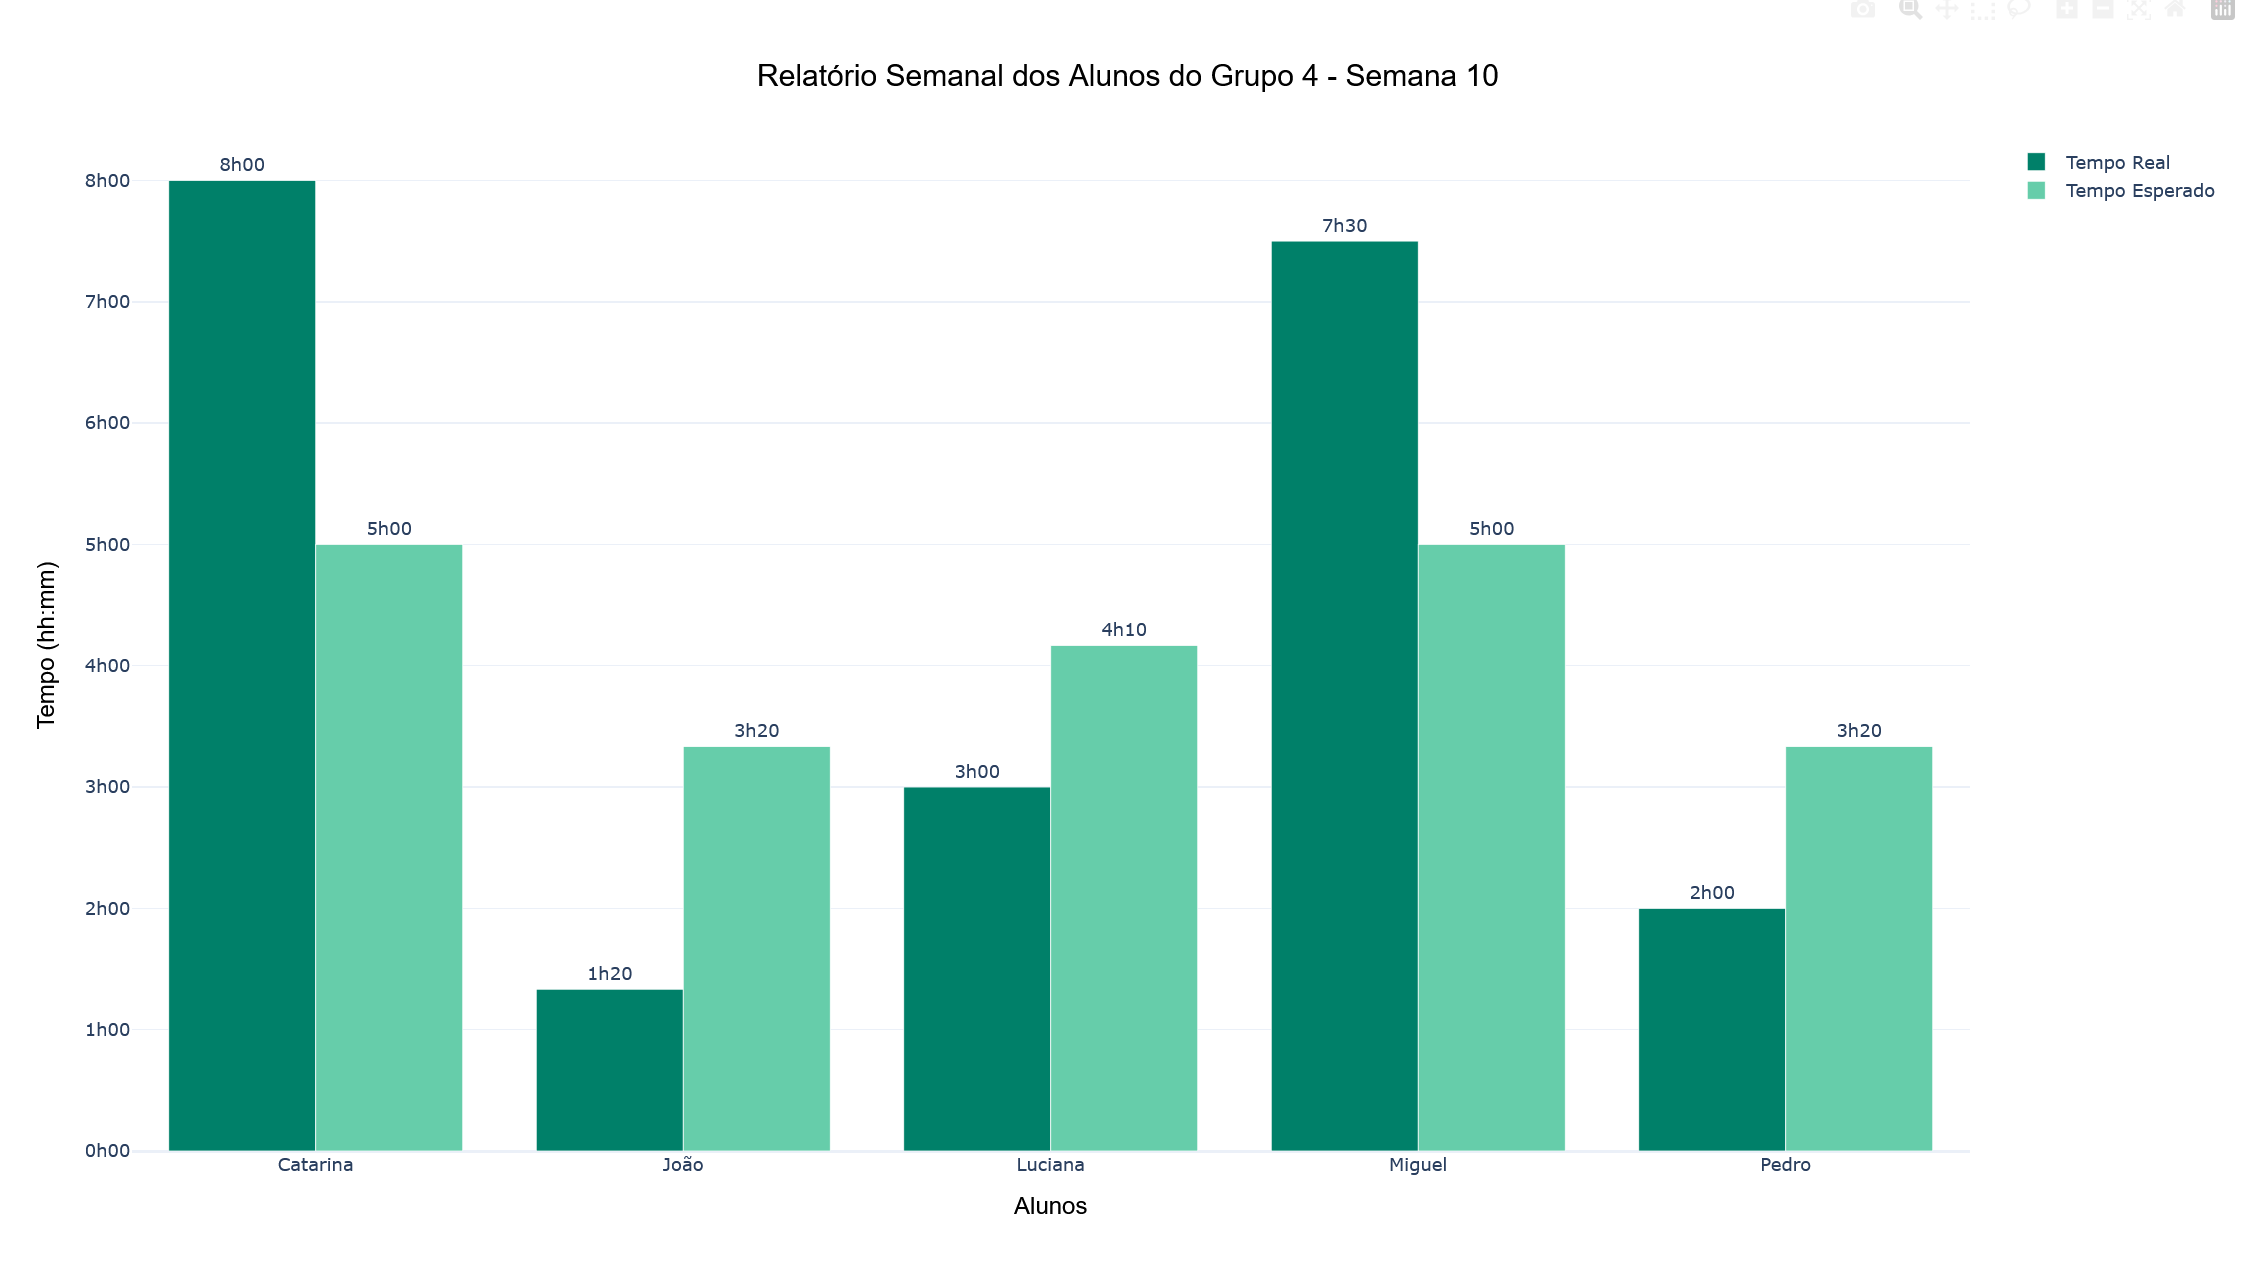 Relatório Semanal dos Alunos do Grupo 4 - Semana 10
Tempo Real
Tempo Esperado
Tempo (hh:mm)
8h00
7h00
6h00
5h00
4h00
3h00
2h00
1h00
0h00
8h00
5h00
1h20
3h20
3h00
4h10
7h30
5h00
2h00
3h20
Catarina
João
Luciana
Miguel
Pedro
Alunos